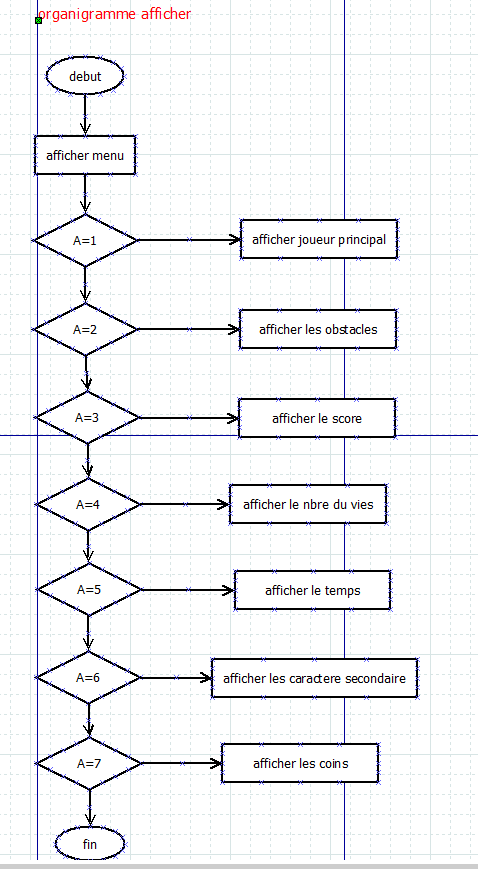 organigramme afficher
debut
afficher menu
A=1
afficher joueur principal
A=2
afficher les obstacles
A=3
afficher le score
A=4
afficher le nbre du vies
A=5
afficher le temps
A=6
afficher les caractere secondaire
A=7
afficher les coins
fin